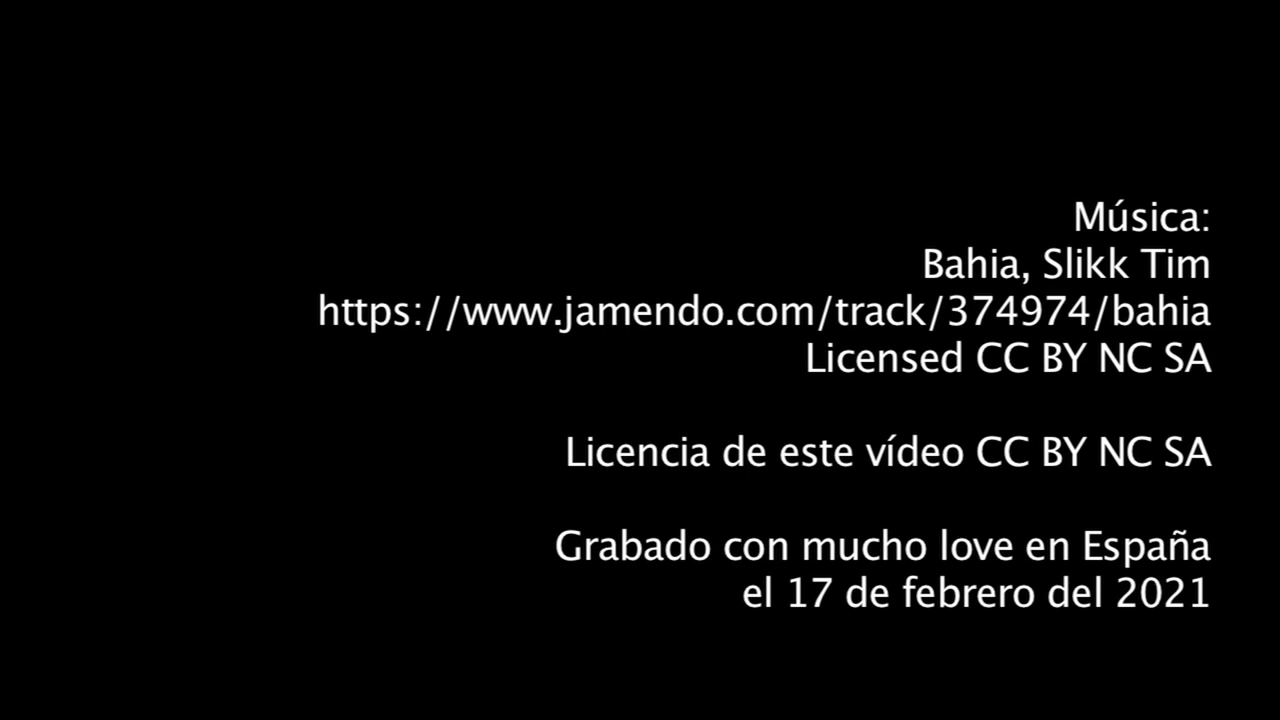 Música:
Bahia, Slikk Tim
https://www.jamendo.com/track/374974/bahia
Licensed CC BY NC SA
Licencia de este vídeo CC BY NC SA
Grabado con mucho love en España
el 17 de febrero del 2021